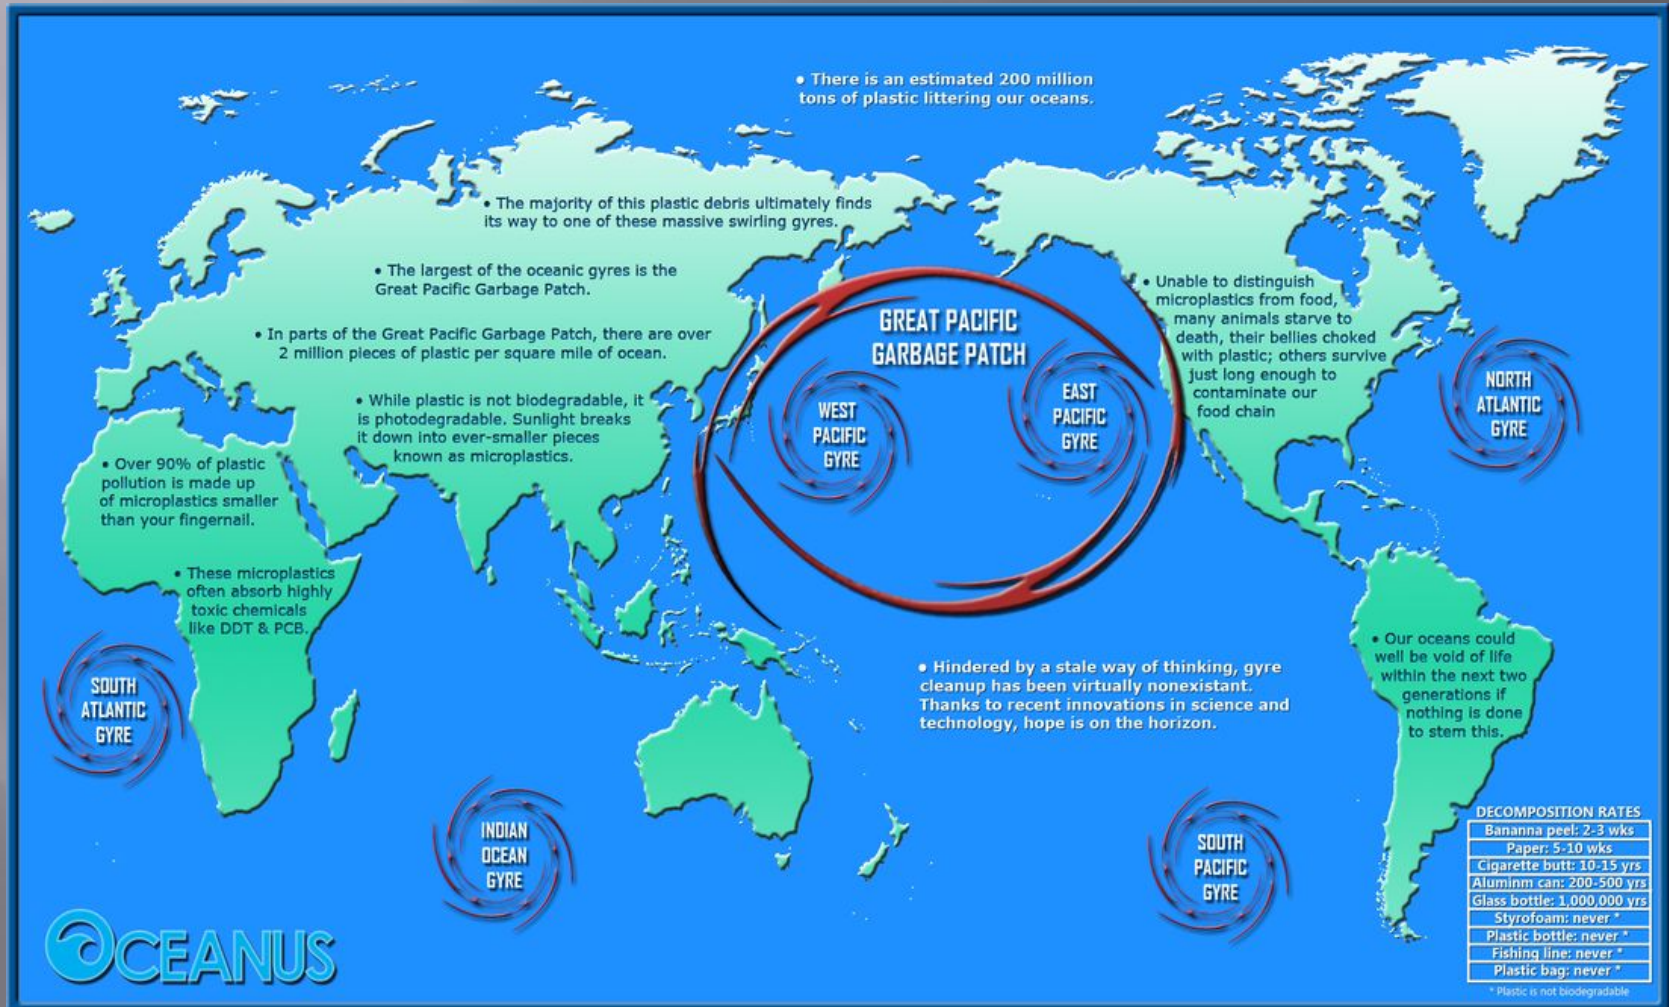 • There is an estimated 200 million
tons of plastic littering our oceans.
• The majority of this plastic debris ultimately finds
its way to one of these massive swirling gyres.
• The largest of the oceanic gyres is the
Great Pacific Garbage Patch.
• In parts of the Great Pacific Garbage Patch, there are over
2 million pieces of plastic per square mile of ocean.
• While plastic is not biodegradable, it
is photodegradable. Sunlight breaks
it down into ever-smaller pieces
known as microplastics.
• Over 90% of plastic
pollution is made up
of microplastics smaller
than your fingernail.
• These microplastics
often absorb highly
toxic chemicals
like DDT & PCB.
GREAT PACIFIC
GARBAGE PATCH
WEST
PACIFIC
GYRE
EAST
PACIFIC
GYRE
• Unable to distinguish
microplastics from food,
many animals starve to
death, their bellies choked
with plastic; others survive
just long enough to
contaminate our
food chain
NORTH
ATLANTIC
GYRE
SOUTH
ATLANTIC
GYRE
• Hindered by a stale way of thinking, gyre
cleanup has been virtually nonexistant.
Thanks to recent innovations in science and
technology, hope is on the horizon.
• Our oceans could
well be void of life
within the next two
generations if
nothing is done
to stem this.
INDIAN
OCEAN
GYRE
SOUTH
PACIFIC
GYRE
DECOMPOSITION RATES
Bananna peel: 2-3 wks
Paper: 5-10 wks
Cigarette butt: 10-15 yrs
Aluminm can: 200-500 yrs
Glass bottle: 1,000,000 yrs
Styrofoam: never *
Plastic bottle: never *
Fishing line: never *
Plastic bag: never *
* Plastic is not biodegradable
OCEANUS